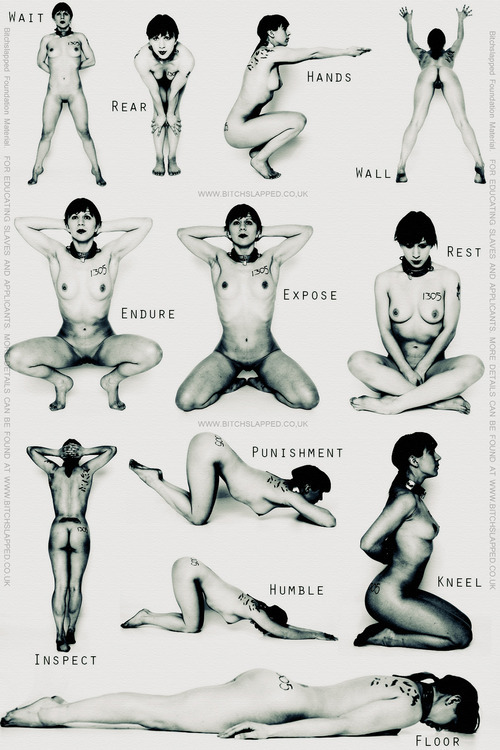 WAIT
REAR
HANDS
WALL
WWW.BITCHSLAPPED.CO.UK
1305
ENDURE
1305
EXPOSE
REST
1305
WWW.BITCHSLAPPED.CO.UK
PUNISHMENT
HUMBLE
KNEEL
INSPECT
FLOOR
Bitchslapped Foundation Material. FOR EDUCATING SLAVES AND APPLICANTS. MORE DETAILS CAN BE FOUND AT WWW.BITCHSLAPPED.CO.UK
Bitchslapped Foundation Material. FOR EDUCATING SLAVES AND APPLICANTS. MORE DETAILS CAN BE FOUND AT WWW.BITCHSLAPPED.CO.UK